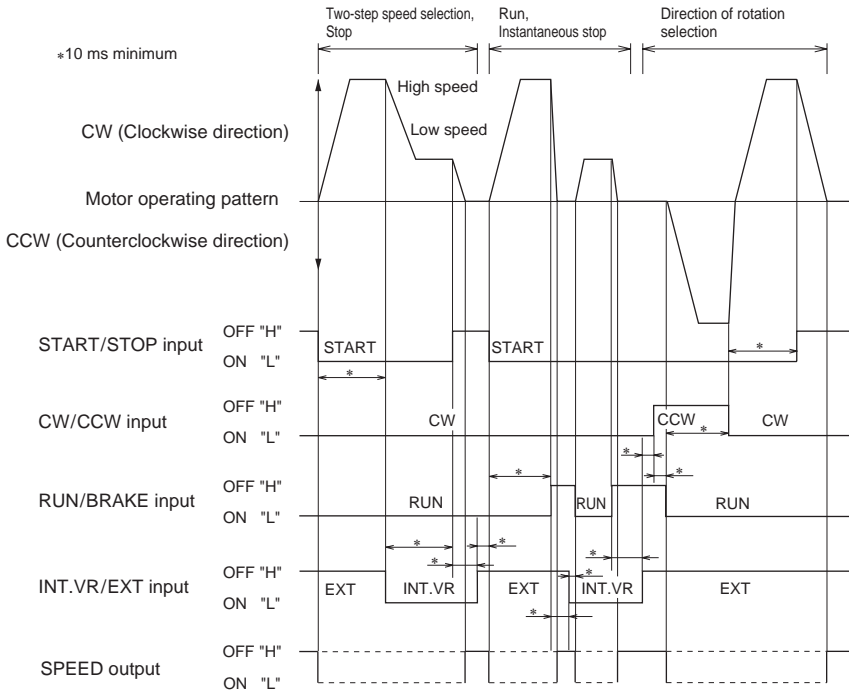 Two-step speed selection,
Stop
Run,
Instantaneous stop
Direction of rotation
selection
*10 ms minimum
High speed
CW (Clockwise direction)
Low speed
Motor operating pattern
CCW (Counterclockwise direction)
START/STOP input
OFF "H"
ON "L"
START
START
*
*
CW/CCW input
OFF "H"
ON "L"
CW
CCW
CW
*
*
*
*
RUN/BRAKE input
OFF "H"
ON "L"
RUN
RUN
RUN
*
*
*
*
INT.VR/EXT input
OFF "H"
ON "L"
EXT
INT.VR
EXT
INT.VR
EXT
*
*
*
SPEED output
OFF "H"
ON "L"